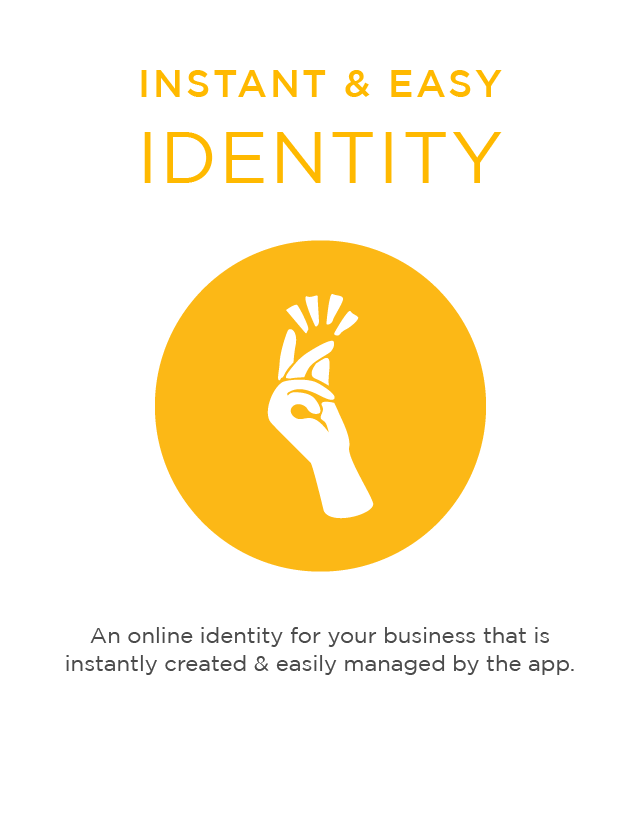 INSTANT & EASY
IDENTITY
An online identity for your business that is
instantly created & easily managed by the app.